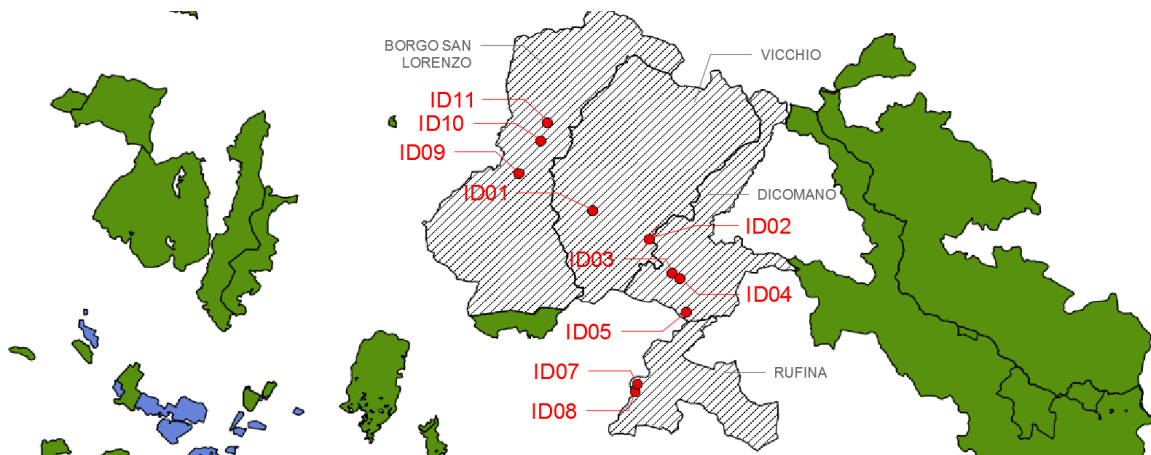 BORGO SAN
LORENZO
VICCHIO
ID11
ID10
ID09
ID01
DICOMANO
ID02
ID03
ID04
ID05
ID07
RUFINA
ID08